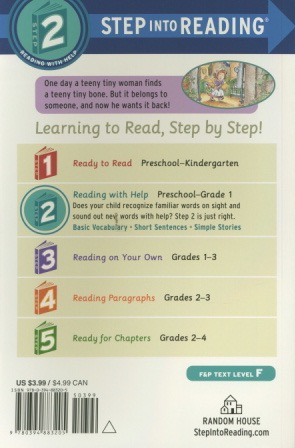 2
STEP INTO READING®
READING-WITH-HELP
One day a teeny tiny woman finds
a teeny tiny bone. But it belongs to
someone, and now he wants it back!
Learning to Read, Step by Step!
1 Ready to Read Preschool–Kindergarten
STEP 2 Reading with Help Preschool–Grade 1
Does your child recognize familiar words on sight and
sound out new words with help? Step 2 is just right.
Basic Vocabulary • Short Sentences • Simple Stories
3 Reading on Your Own Grades 1–3
4 Reading Paragraphs Grades 2–3
5 Ready for Chapters Grades 2–4
F&P TEXT LEVEL F
US $3.99 / $4.99 CAN
ISBN 978-0-394-88320-5
50399
9 780394 883205
RANDOM HOUSE
StepIntoReading.com